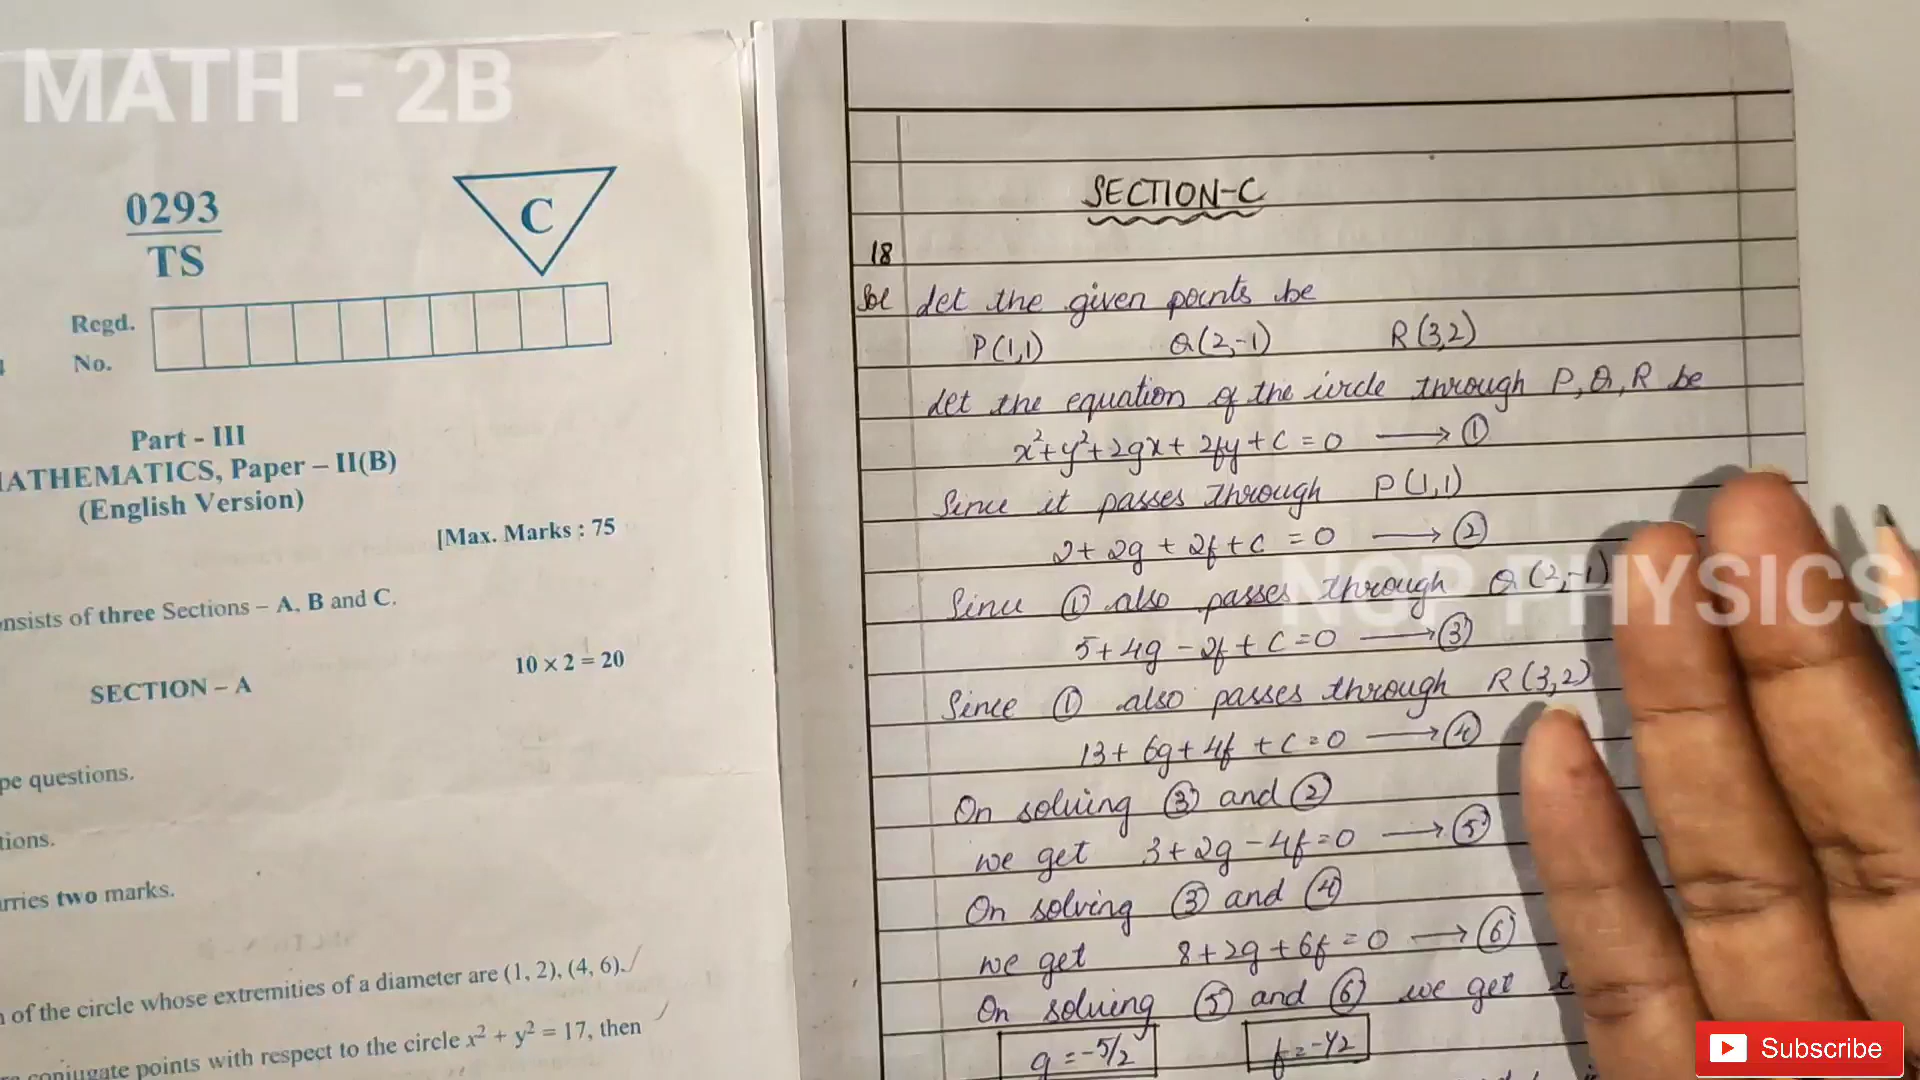 MATH - 2B
0293
TS
C
Regd.
No.
Part - III
ATHEMATICS, Paper – II(B)
(English Version)
[Max. Marks : 75
nsists of three Sections – A, B and C.
SECTION – A
10 × 2 = 20
pe questions.
tions.
rries two marks.
of the circle whose extremities of a diameter are (1, 2), (4, 6).
conjugate points with respect to the circle x² + y² = 17, then
SECTION-C
18
Sol Let the given points be
P(1,1) Q(2,-1) R(3,2)
Let the equation of the circle through P, Q, R be
x²+y²+2gx+2fy+c=0 → ①
Since it passes through P(1,1)
2+2g+2f+c=0 → ②
Since ① also passes through Q(2,-1)
5+4g-2f+c=0 → ③
Since ① also passes through R(3,2)
13+6g+4f+c=0 → ④
On solving ③ and ②
we get 3+2g-4f=0 → ⑤
On solving ③ and ④
we get 8+2g+6f=0 → ⑥
On solving ⑤ and ⑥ we get
g=-5/2 f=-1/2
NGP PHYSICS
Subscribe